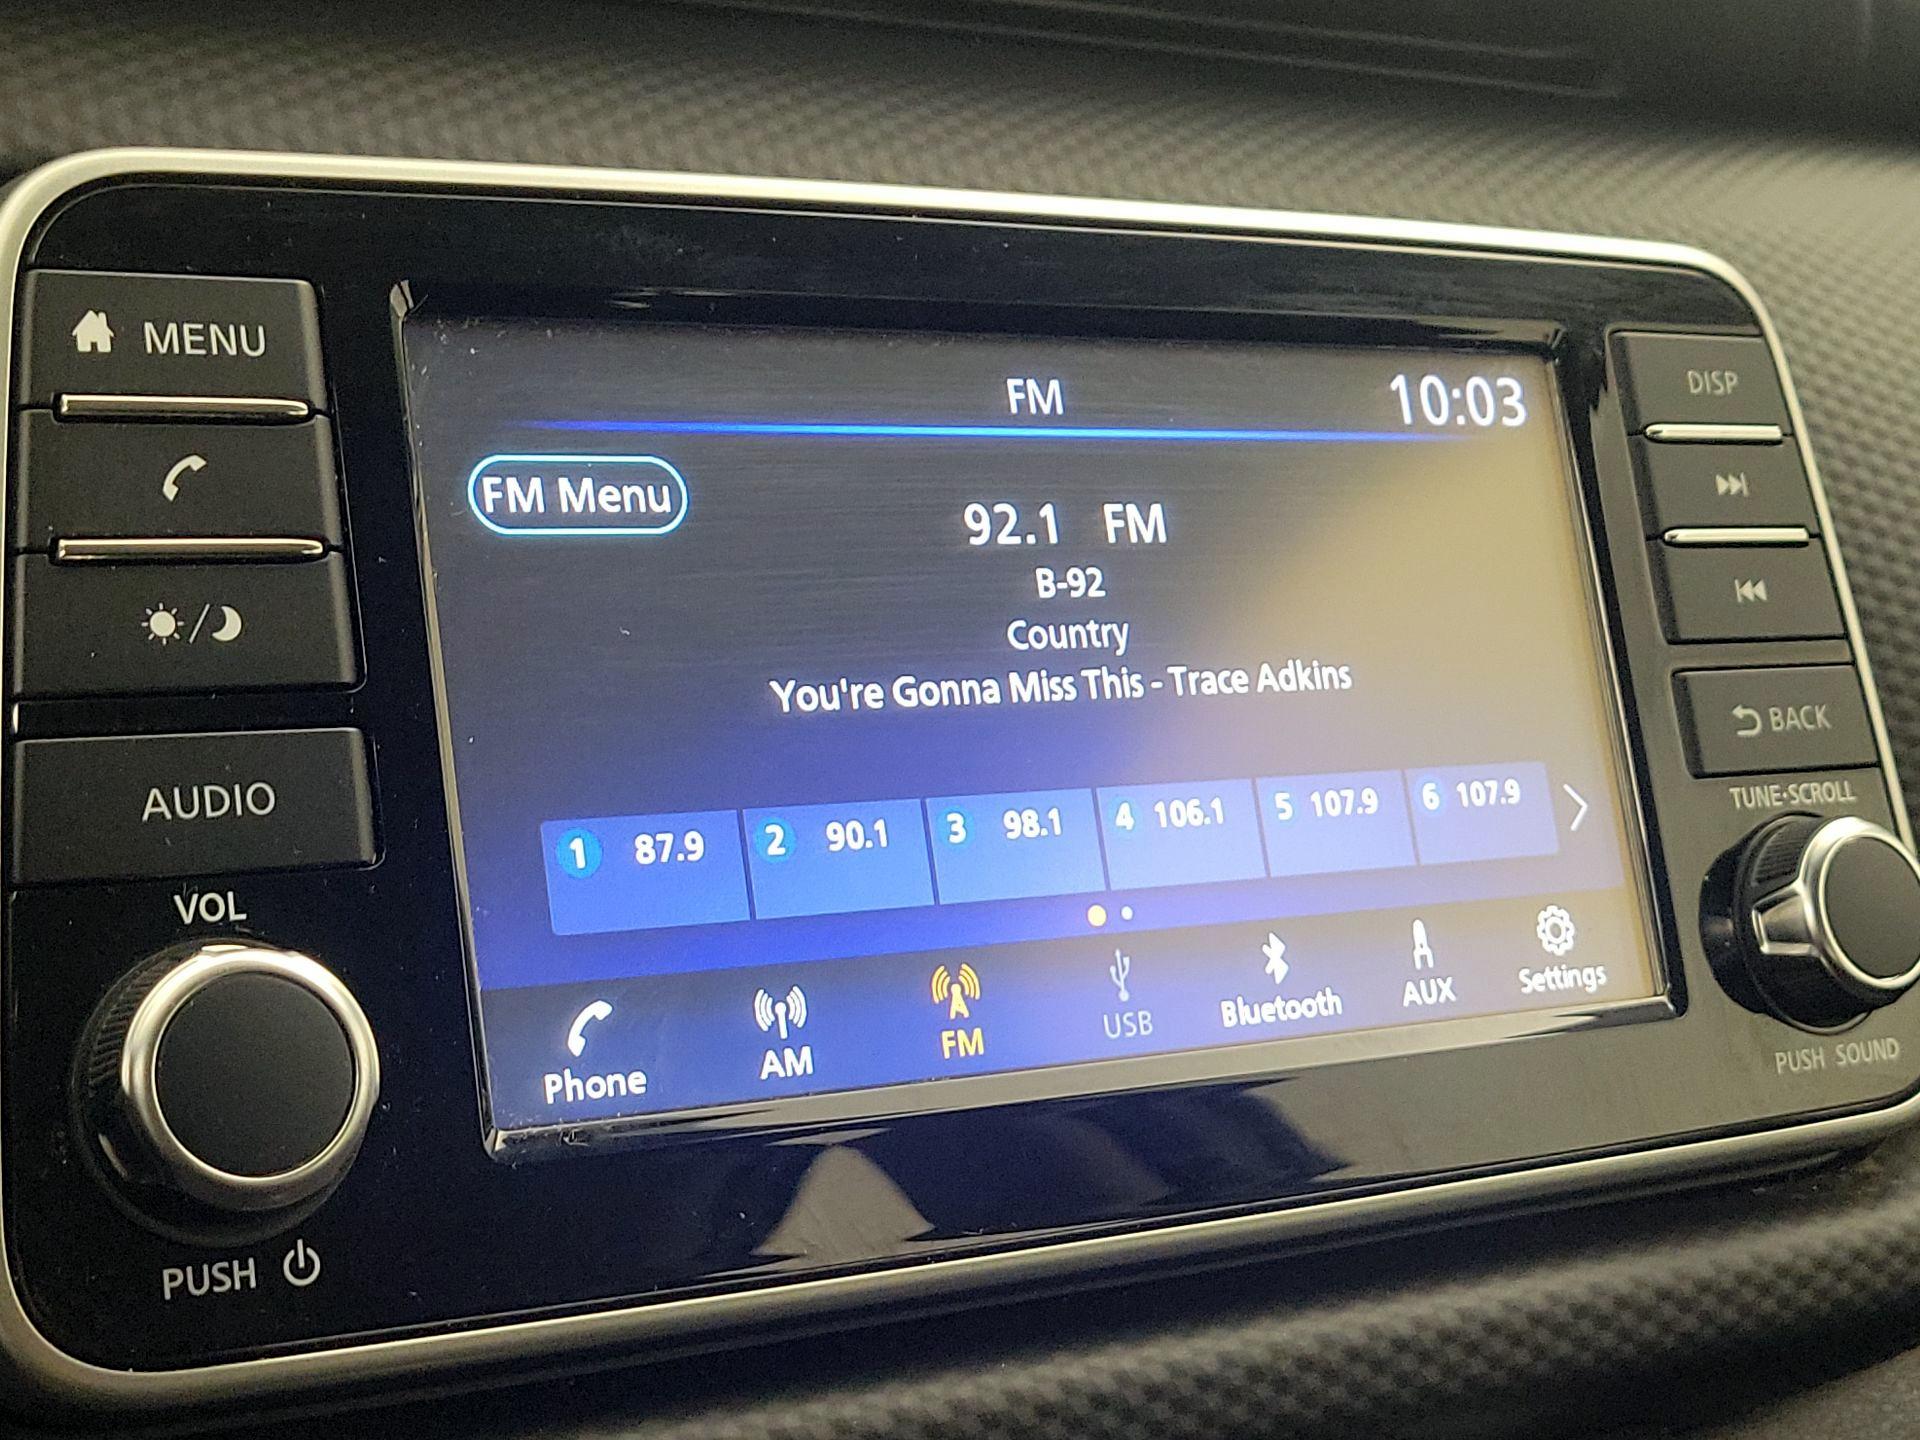 MENU
AUDIO
VOL
PUSH
FM 10:03
FM Menu
92.1 FM
B-92
Country
You're Gonna Miss This - Trace Adkins
1 87.9 2 90.1 3 98.1 4 106.1 5 107.9 6 107.9
Phone AM FM USB Bluetooth AUX Settings
DISP
BACK
TUNE·SCROLL
PUSH SOUND